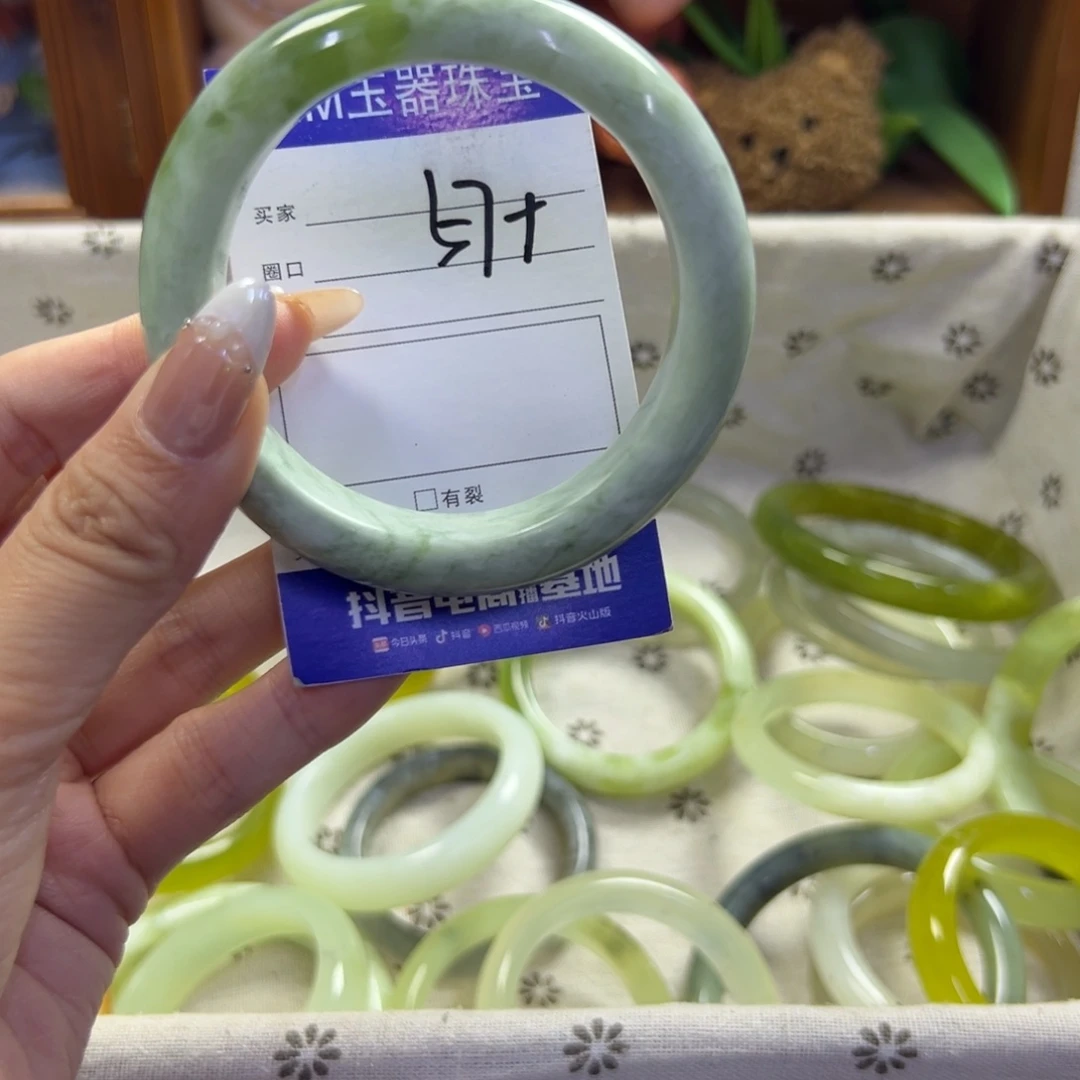 M玉器珠宝
买家
圈口
□有裂
抖音电商直播基地
今日头条 抖音 西瓜视频 抖音火山版